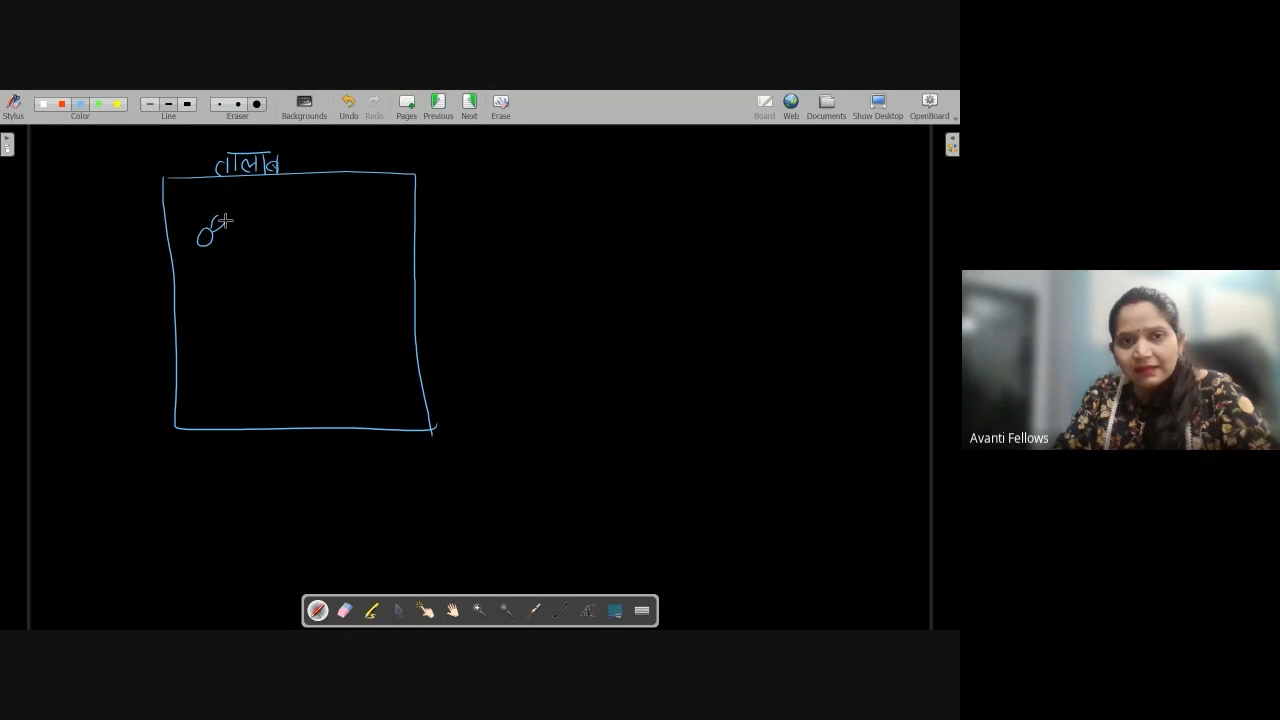 Stylus
Color
Line
Eraser
Backgrounds
Undo
Redo
Pages
Previous
Next
Erase
Board
Web
Documents
Show Desktop
OpenBoard
तालाब
Avanti Fellows